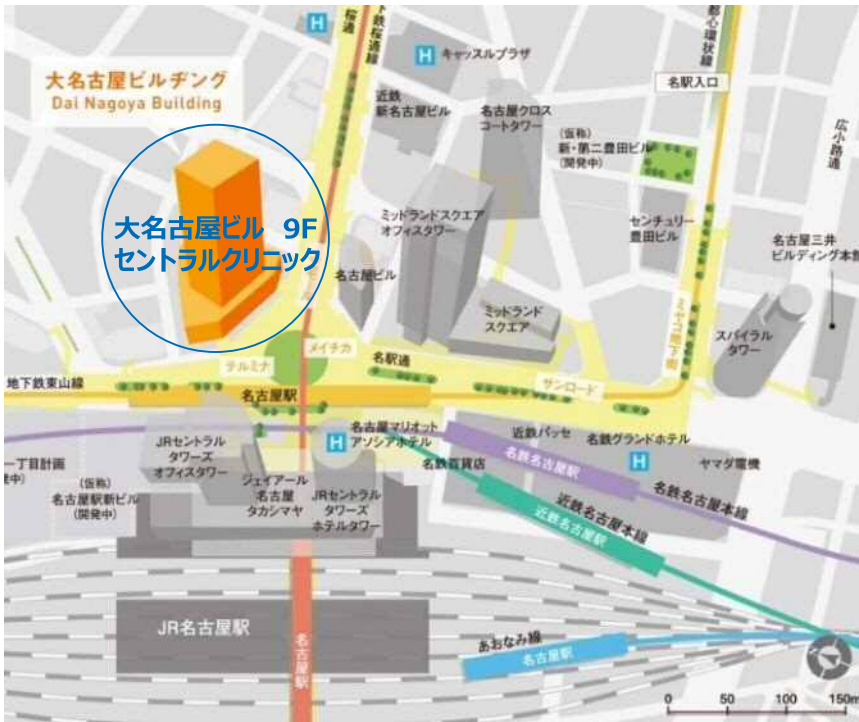 桜通
下鉄桜通線
都心環状線
キャッスルプラザ
H
H
大名古屋ビルヂング
Dai Nagoya Building
近鉄
新名古屋ビル
名古屋クロス
コートタワー
名駅入口
広小路通
(仮称)
新・第二豊田ビル
(開発中)
大名古屋ビル 9F
セントラルクリニック
ミッドランドスクエア
オフィスタワー
センチュリー
豊田ビル
名古屋三井
ビルディング本館
名古屋ビル
ミッドランド
スクエア
ミヤコ地下街
スパイラル
タワー
テルミナ
メイチカ
名駅通
サンロード
地下鉄東山線
名古屋駅
JRセントラル
タワーズ
オフィスタワー
H
名古屋マリオット
アソシアホテル
近鉄パッセ
名鉄グランドホテル
H
一丁目計画
名鉄百貨店
名鉄名古屋駅
ヤマダ電機
(仮称)
名古屋駅新ビル
(開発中)
ジェイアール
名古屋
タカシマヤ
JRセントラル
タワーズ
ホテルタワー
名鉄名古屋本線
近鉄名古屋本線
近鉄名古屋駅
JR名古屋駅
名古屋駅
あおなみ線
名古屋駅
0 50 100 150m